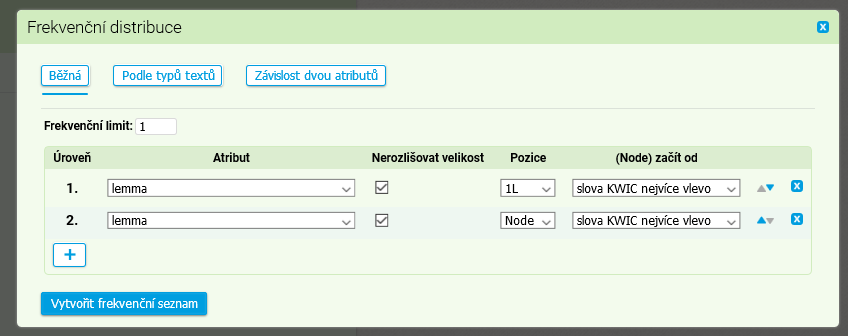 Frekvenční distribuce
Běžná Podle typů textů Závislost dvou atributů
Frekvenční limit: 1
Úroveň Atribut Nerozlišovat velikost Pozice (Node) začít od
1. lemma 1L slova KWIC nejvíce vlevo
2. lemma Node slova KWIC nejvíce vlevo
+
Vytvořit frekvenční seznam